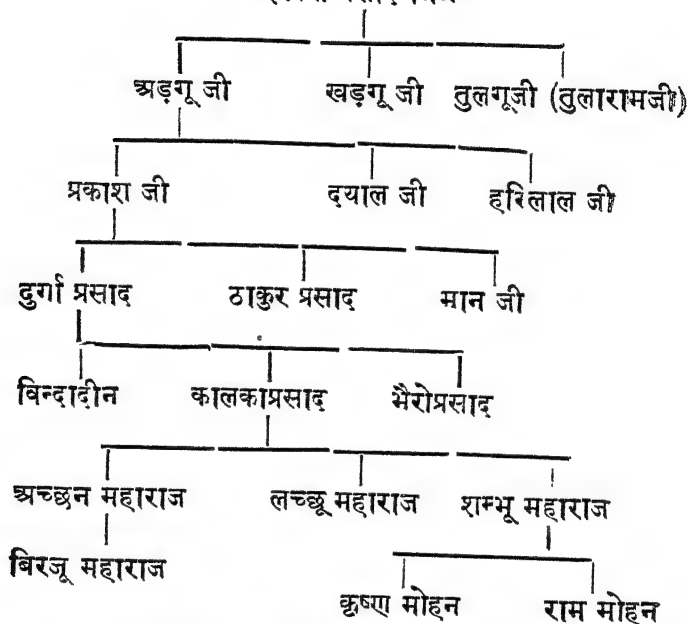 अड़गू जी खड़गू जी तुलगूजी (तुलारामजी)
प्रकाश जी दयाल जी हरिलाल जी
दुर्गा प्रसाद ठाकुर प्रसाद मान जी
विन्दादीन कालकाप्रसाद भैरोप्रसाद
अच्छन महाराज लच्छू महाराज शम्भू महाराज
बिरजू महाराज
कृष्ण मोहन राम मोहन